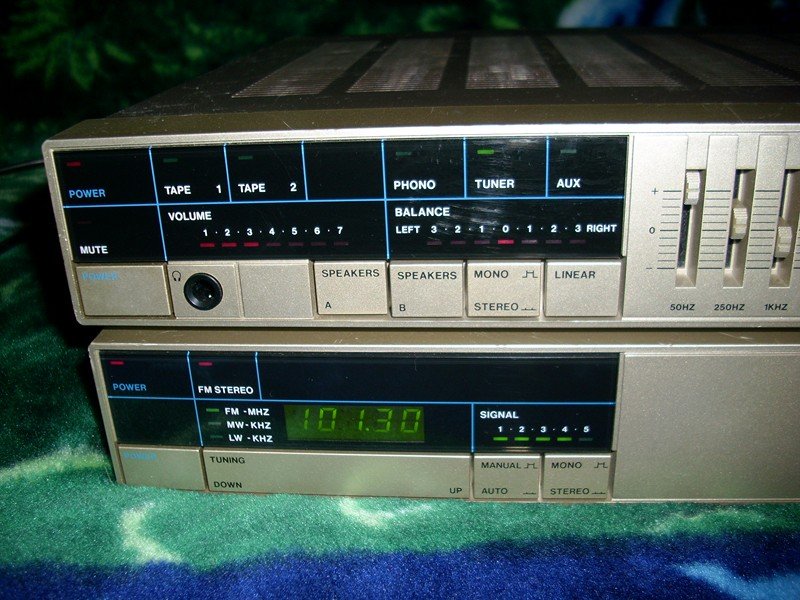 POWER
TAPE 1
TAPE 2
PHONO
TUNER
AUX
MUTE
VOLUME
1 · 2 · 3 · 4 · 5 · 6 · 7
BALANCE
LEFT 3 · 2 · 1 · 0 · 1 · 2 · 3 RIGHT
+
0
-
POWER
SPEAKERS
A
SPEAKERS
B
MONO
STEREO
LINEAR
50HZ 250HZ 1KHZ
POWER
FM STEREO
FM - MHZ
MW - KHZ
LW - KHZ
101.30
SIGNAL
1 · 2 · 3 · 4 · 5
POWER
TUNING
DOWN UP
MANUAL
AUTO
MONO
STEREO